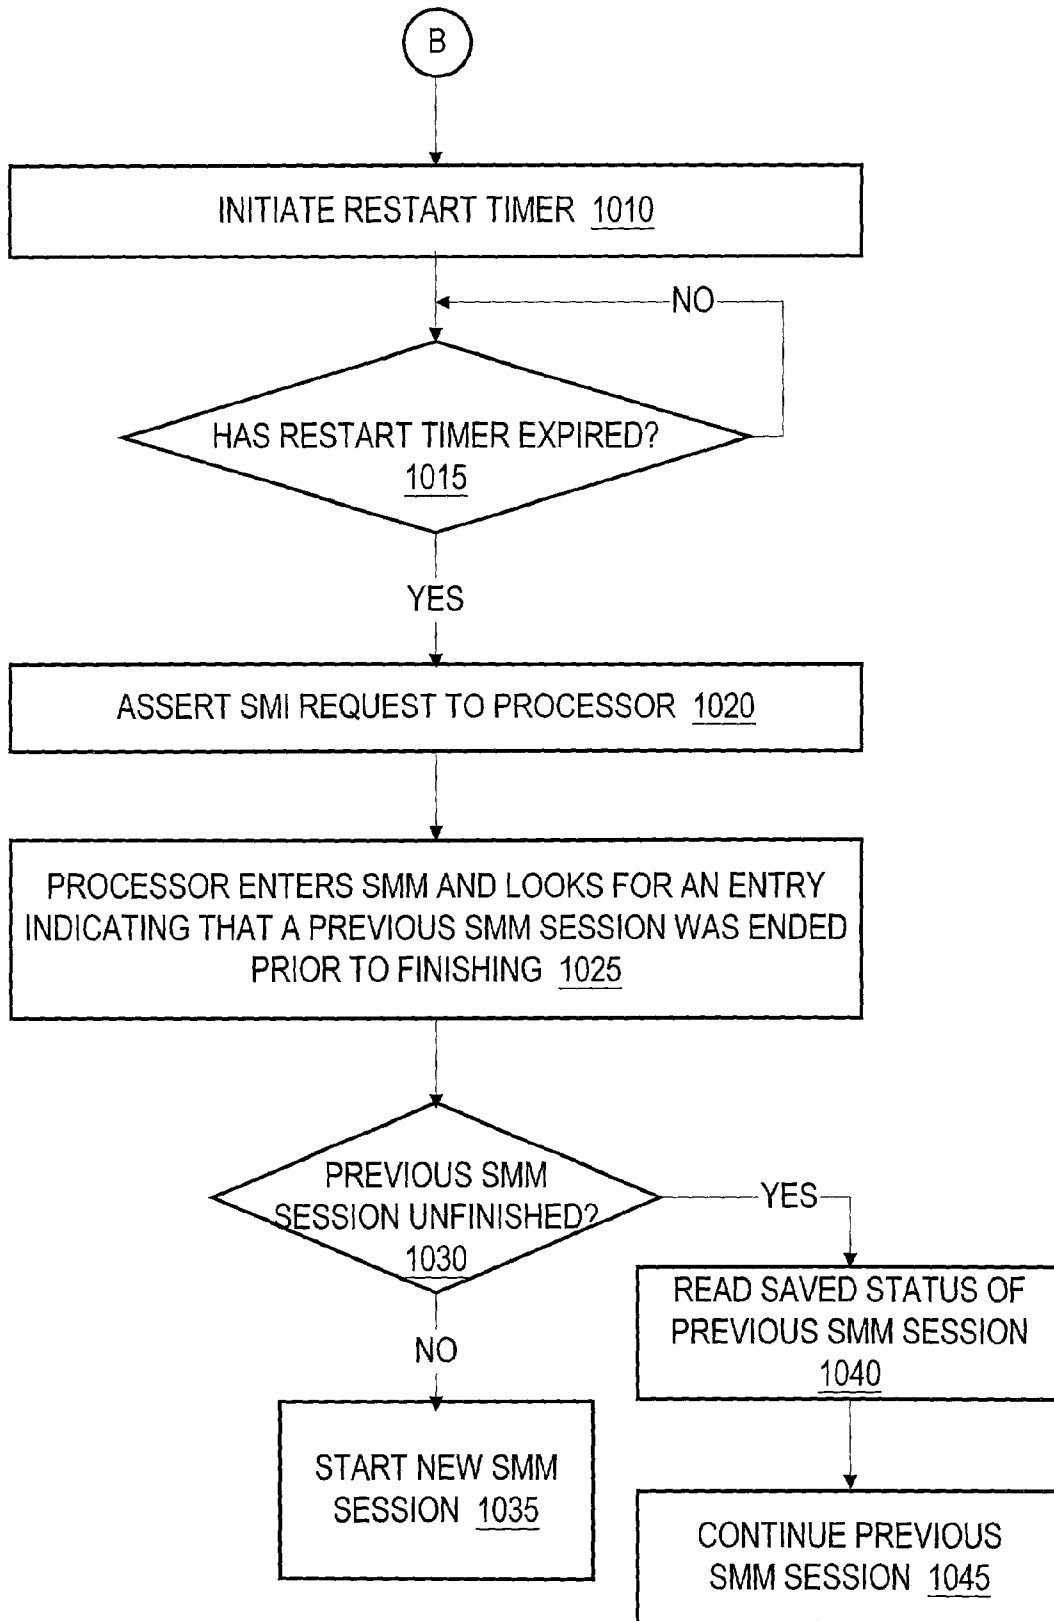 B
INITIATE RESTART TIMER 1010
NO
HAS RESTART TIMER EXPIRED?
1015
YES
ASSERT SMI REQUEST TO PROCESSOR 1020
PROCESSOR ENTERS SMM AND LOOKS FOR AN ENTRY
INDICATING THAT A PREVIOUS SMM SESSION WAS ENDED
PRIOR TO FINISHING 1025
PREVIOUS SMM
SESSION UNFINISHED?
1030
YES
NO
READ SAVED STATUS OF
PREVIOUS SMM SESSION
1040
START NEW SMM
SESSION 1035
CONTINUE PREVIOUS
SMM SESSION 1045